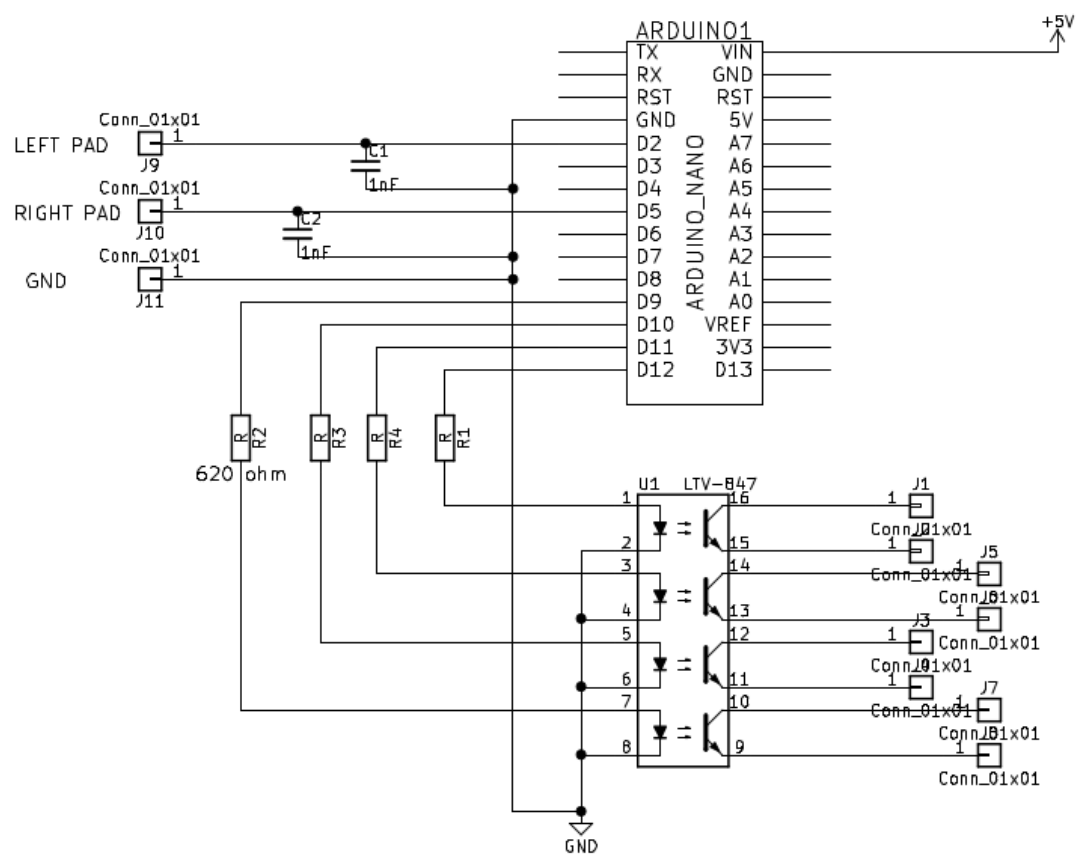 +5V
ARDUINO1
TX VIN
RX GND
RST RST
GND 5V
D2 A7
D3 A6
D4 A5
D5 A4
D6 A3
D7 A2
D8 A1
D9 A0
D10 VREF
D11 3V3
D12 D13
ARDUINO_NANO
Conn_01x01
LEFT PAD 1
J9
C1
1nF
Conn_01x01
RIGHT PAD 1
J10
C2
1nF
Conn_01x01
GND 1
J11
R R2
R R3
R R4
R R1
620 ohm
U1 LTV-847
1 16
2 15
3 14
4 13
5 12
6 11
7 10
8 9
1 J1
Conn_01x01
1
Conn_01x01
1 J5
Conn_01x01
1
1 J3
Conn_01x01
1
Conn_01x01
1 J7
Conn_01x01
1
Conn_01x01
GND